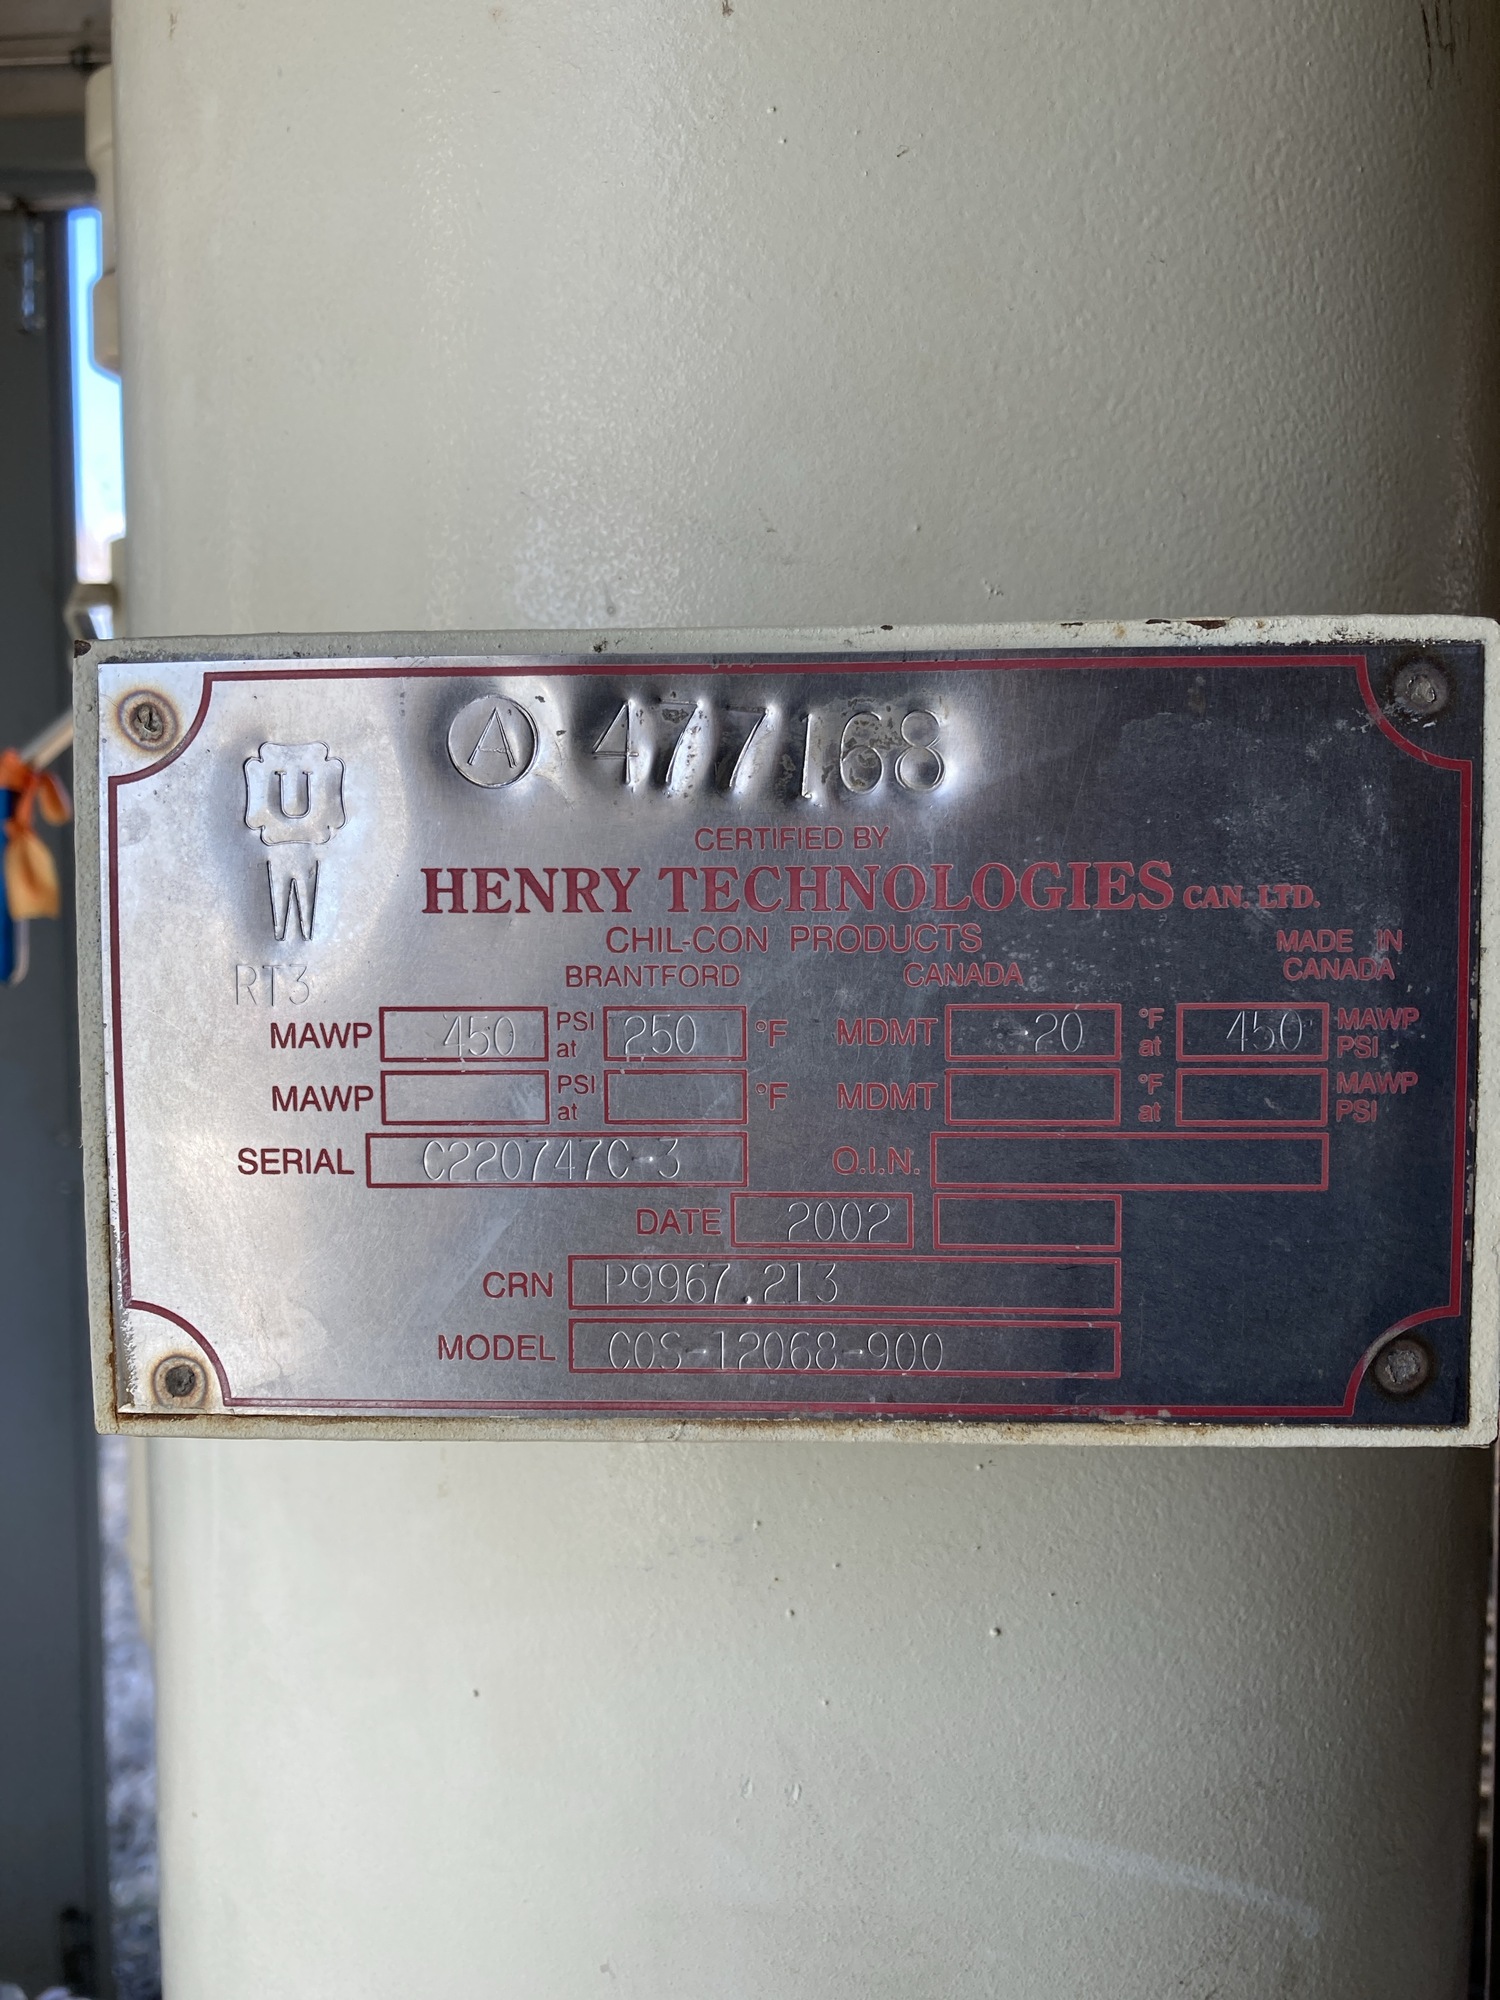 A 477168
U
W
RT3
CERTIFIED BY
HENRY TECHNOLOGIES CAN. LTD.
CHIL-CON PRODUCTS
BRANTFORD CANADA
MADE IN
CANADA
MAWP 450 PSI at 250 °F MDMT -20 °F at 450 MAWP PSI
MAWP PSI at °F MDMT °F at MAWP PSI
SERIAL C220747C-3 O.I.N.
DATE 2002
CRN P9967.213
MODEL COS-12068-900